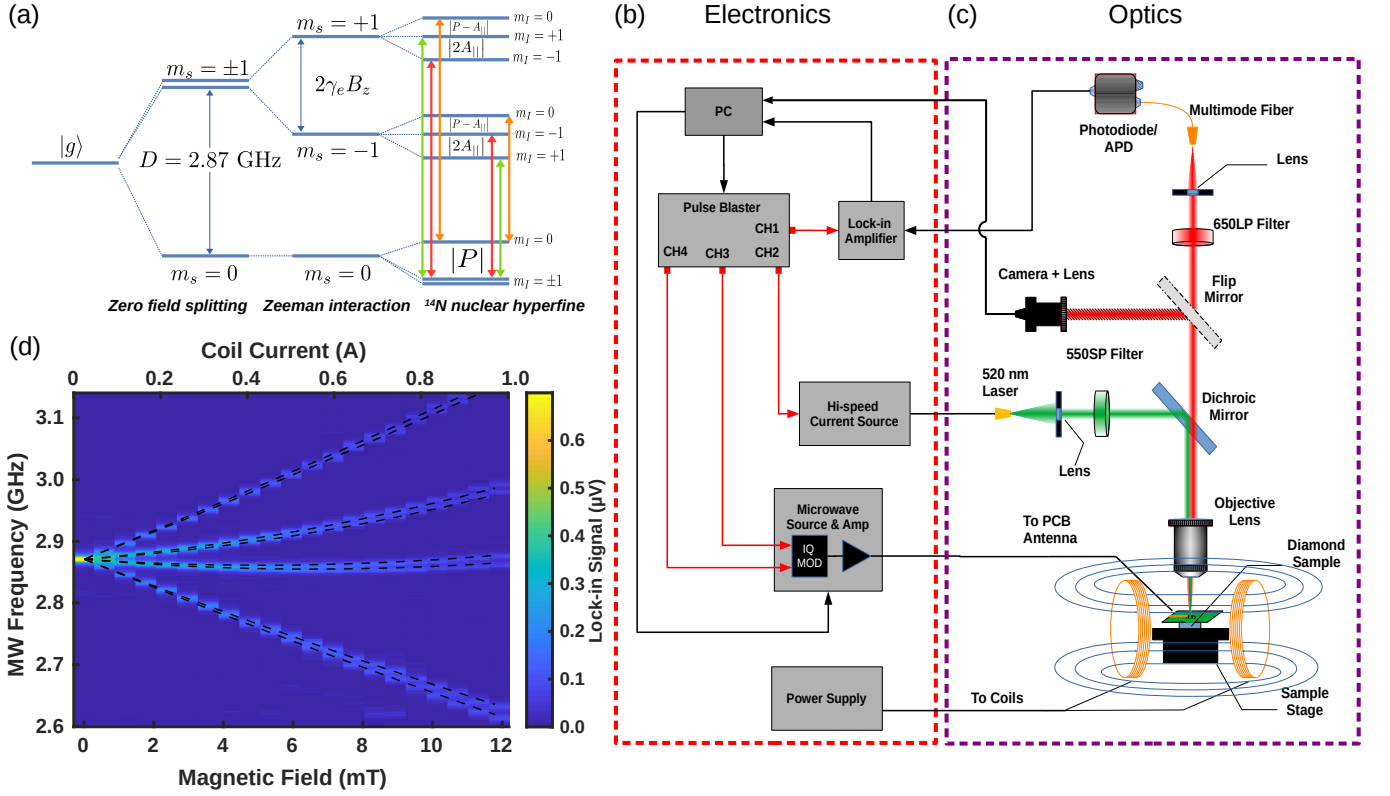 (a)
|g⟩
m_s = ±1
D = 2.87 GHz
m_s = 0
m_s = +1
2γ_eB_z
m_s = −1
m_s = 0
m_I = 0
|P − A_||||
m_I = +1
|2A_||||
m_I = −1
m_I = 0
|P − A_||||
m_I = −1
|2A_||||
m_I = +1
m_I = 0
|P|
m_I = ±1
Zero field splitting
Zeeman interaction
¹⁴N nuclear hyperfine
(b) Electronics
PC
Pulse Blaster
CH1
CH2
CH3
CH4
Lock-in
Amplifier
Hi-speed
Current Source
Microwave
Source & Amp
IQ
MOD
Power Supply
(c) Optics
Multimode Fiber
Photodiode/
APD
Lens
650LP Filter
Camera + Lens
Flip
Mirror
550SP Filter
520 nm
Laser
Dichroic
Mirror
Lens
Objective
Lens
To PCB
Antenna
Diamond
Sample
To Coils
Sample
Stage
(d)
Coil Current (A)
0 0.2 0.4 0.6 0.8 1.0
MW Frequency (GHz)
3.1
3.0
2.9
2.8
2.7
2.6
0 2 4 6 8 10 12
Magnetic Field (mT)
0.6
0.5
0.4
0.3
0.2
0.1
0.0
Lock-in Signal (µV)